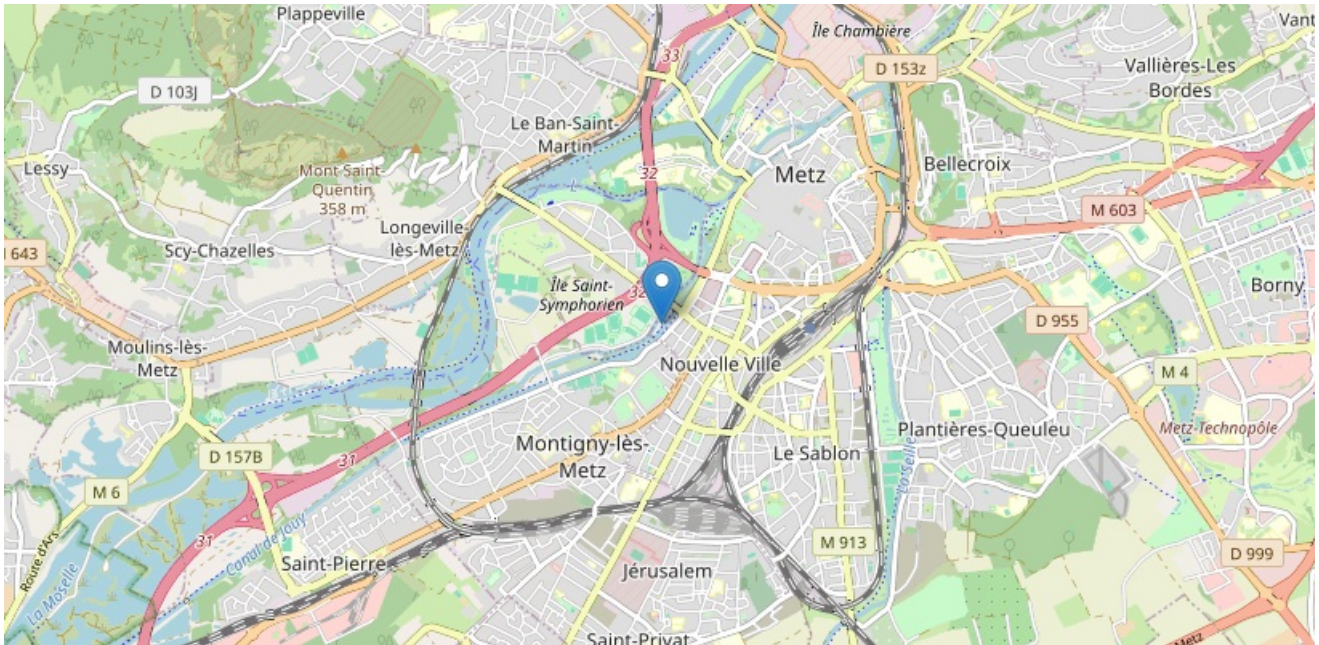 Plappeville
33
Île Chambière
Vant
D 153z
Vallières-Les
Bordes
D 103J
Le Ban-Saint-
Martin
Lessy
Mont Saint-
Quentin
358 m
32
Metz
Bellecroix
M 603
Longeville-
lès-Metz
643
Scy-Chazelles
Île Saint-
Symphorien
32
Borny
D 955
Moulins-lès-
Metz
Nouvelle Ville
M 4
Montigny-lès-
Metz
Plantières-Queuleu
Metz-Technopôle
Le Sablon
D 157B
31
La Seille
M 6
31
Canal de Jouy
Route d'Ars
La Moselle
Saint-Pierre
Jérusalem
M 913
D 999
Saint-Privat
Metz